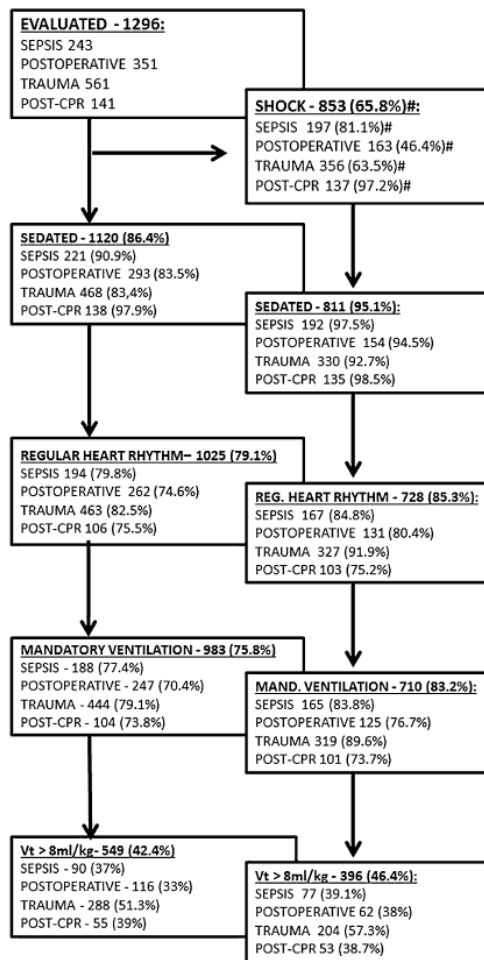 EVALUATED - 1296:
SEPSIS 243
POSTOPERATIVE 351
TRAUMA 561
POST-CPR 141
SHOCK - 853 (65.8%)#:
SEPSIS 197 (81.1%)#
POSTOPERATIVE 163 (46.4%)#
TRAUMA 356 (63.5%)#
POST-CPR 137 (97.2%)#
SEDATED - 1120 (86.4%)
SEPSIS 221 (90.9%)
POSTOPERATIVE 293 (83.5%)
TRAUMA 468 (83,4%)
POST-CPR 138 (97.9%)
SEDATED - 811 (95.1%):
SEPSIS 192 (97.5%)
POSTOPERATIVE 154 (94.5%)
TRAUMA 330 (92.7%)
POST-CPR 135 (98.5%)
REGULAR HEART RHYTHM– 1025 (79.1%)
SEPSIS 194 (79.8%)
POSTOPERATIVE 262 (74.6%)
TRAUMA 463 (82.5%)
POST-CPR 106 (75.5%)
REG. HEART RHYTHM - 728 (85.3%):
SEPSIS 167 (84.8%)
POSTOPERATIVE 131 (80.4%)
TRAUMA 327 (91.9%)
POST-CPR 103 (75.2%)
MANDATORY VENTILATION - 983 (75.8%)
SEPSIS - 188 (77.4%)
POSTOPERATIVE - 247 (70.4%)
TRAUMA - 444 (79.1%)
POST-CPR - 104 (73.8%)
MAND. VENTILATION - 710 (83.2%):
SEPSIS 165 (83.8%)
POSTOPERATIVE 125 (76.7%)
TRAUMA 319 (89.6%)
POST-CPR 101 (73.7%)
Vt > 8ml/kg- 549 (42.4%)
SEPSIS - 90 (37%)
POSTOPERATIVE - 116 (33%)
TRAUMA - 288 (51.3%)
POST-CPR - 55 (39%)
Vt > 8ml/kg - 396 (46.4%):
SEPSIS 77 (39.1%)
POSTOPERATIVE 62 (38%)
TRAUMA 204 (57.3%)
POST-CPR 53 (38.7%)